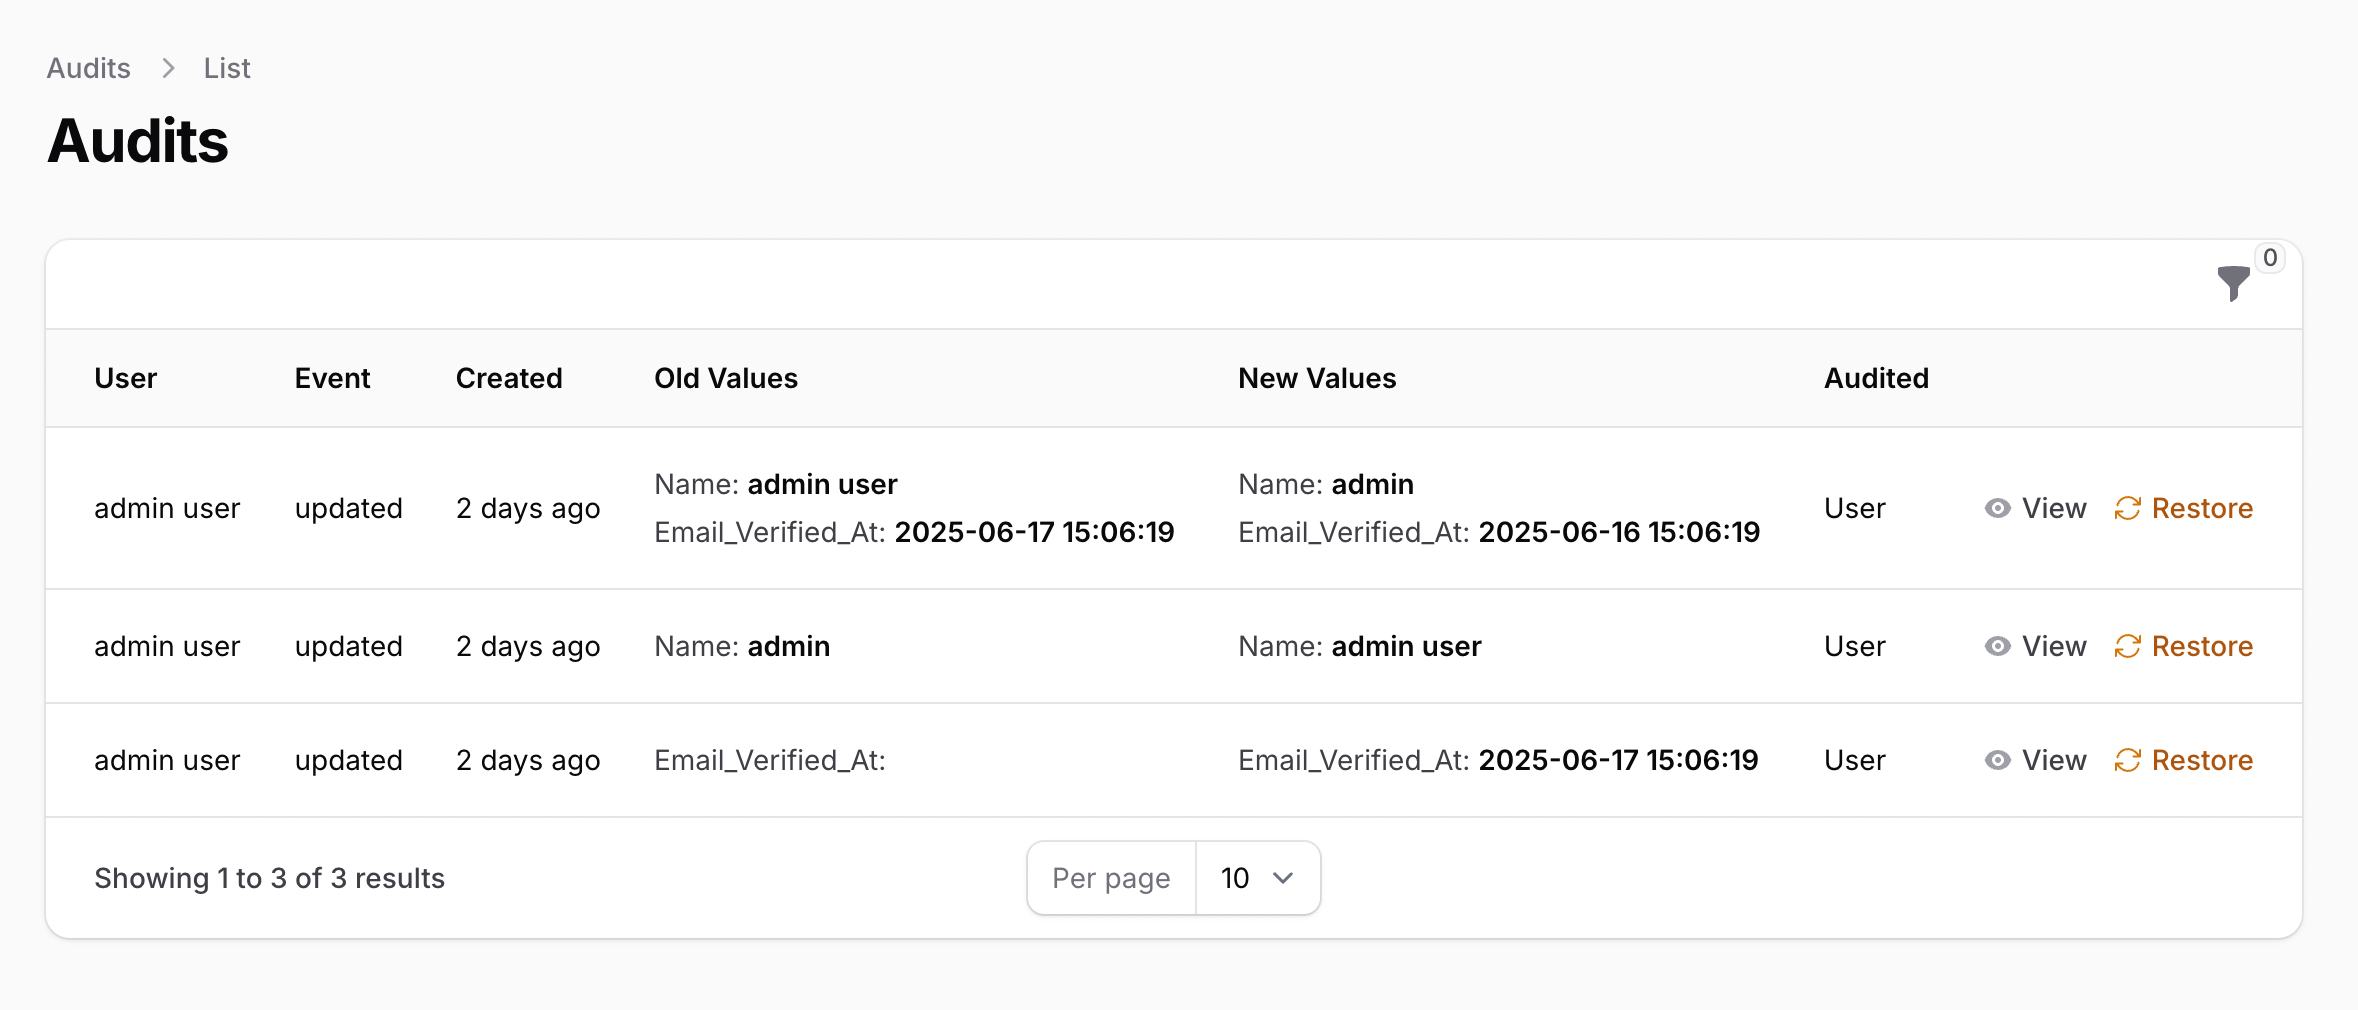 Audits List
Audits
0
User Event Created Old Values New Values Audited
admin user updated 2 days ago Name: admin user Name: admin User View Restore
Email_Verified_At: 2025-06-17 15:06:19 Email_Verified_At: 2025-06-16 15:06:19
admin user updated 2 days ago Name: admin Name: admin user User View Restore
admin user updated 2 days ago Email_Verified_At: Email_Verified_At: 2025-06-17 15:06:19 User View Restore
Showing 1 to 3 of 3 results Per page 10